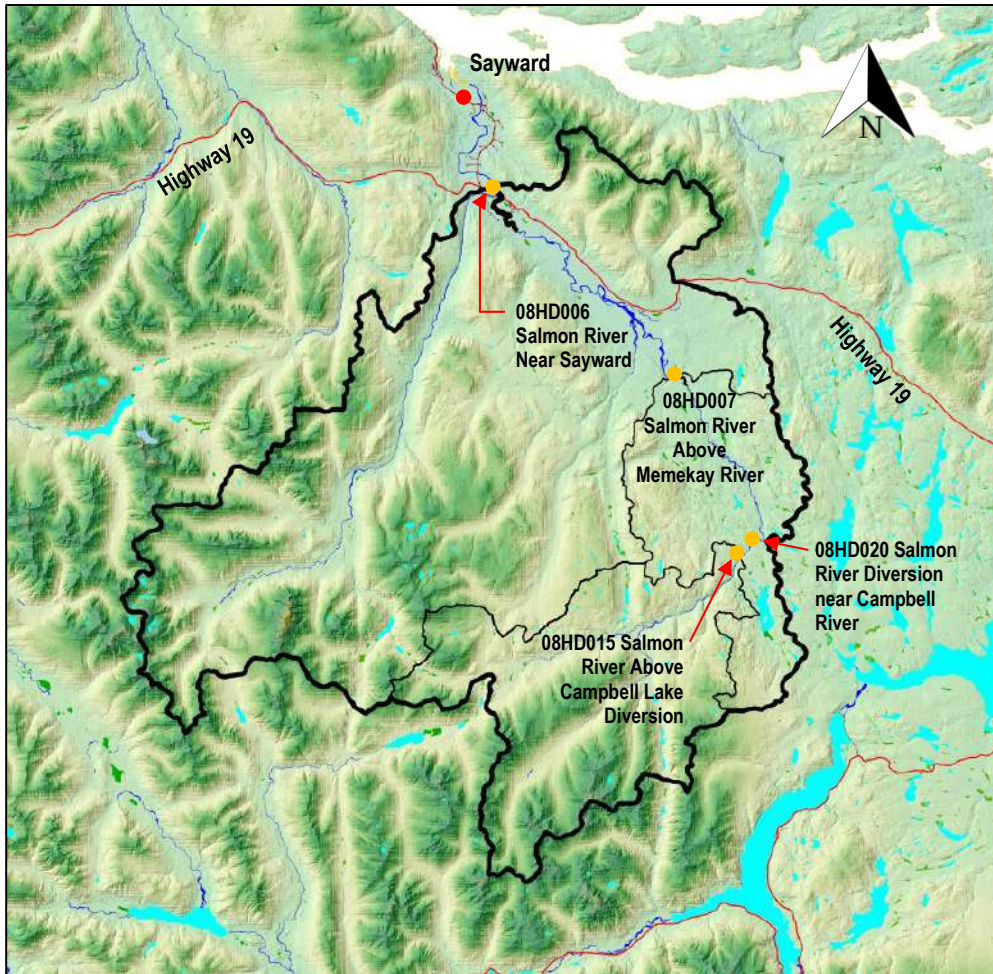 Sayward
N
Highway 19
08HD006
Salmon River
Near Sayward
Highway 19
08HD007
Salmon River
Above
Memekay River
08HD020 Salmon
River Diversion
near Campbell
River
08HD015 Salmon
River Above
Campbell Lake
Diversion